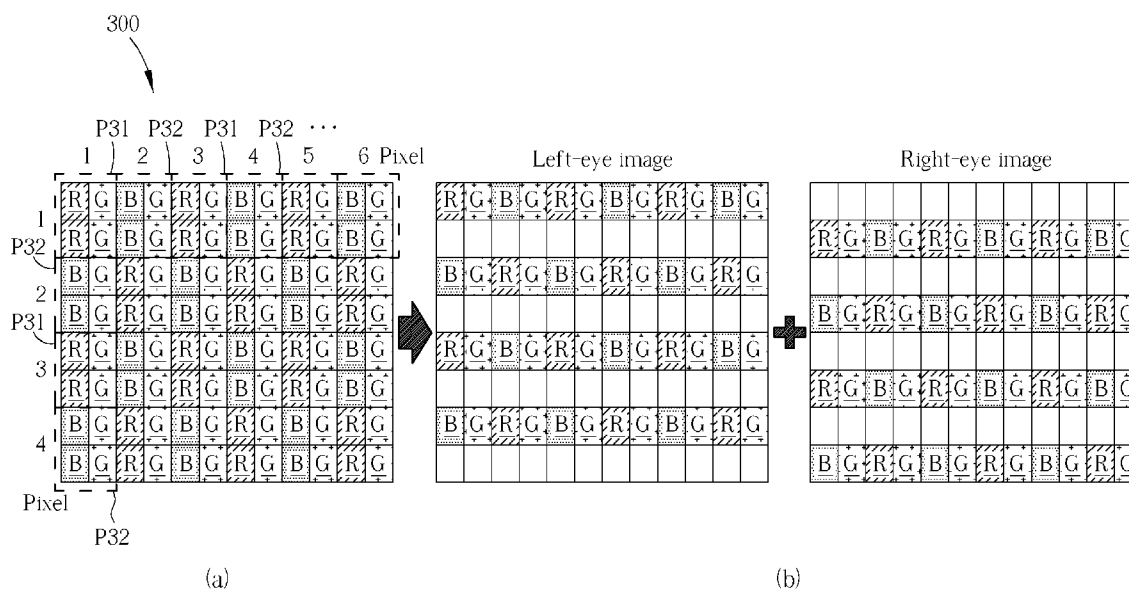 300
P31 P32 P31 P32 ...
1 2 3 4 5 6 Pixel
Left-eye image
Right-eye image
R G B G R G B G R G B G
R G B G R G B G R G B G
B G R G B G R G B G R G
B G R G B G R G B G R G
R G B G R G B G R G B G
R G B G R G B G R G B G
B G R G B G R G B G R G
B G R G B G R G B G R G
1
P32
2
P31
3
4
Pixel
P32
R G B G R G B G R G B G
B G R G B G R G B G R G
R G B G R G B G R G B G
B G R G B G R G B G R G
R G B G R G B G R G B G
B G R G B G R G B G R G
R G B G R G B G R G B G
B G R G B G R G B G R G
(a)
(b)